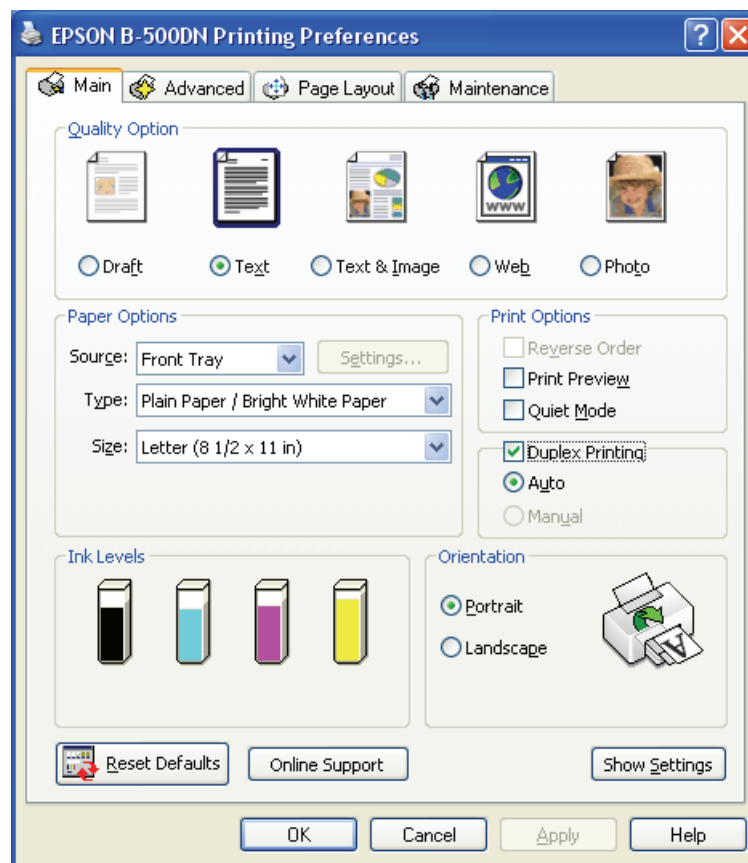 EPSON B-500DN Printing Preferences
Main
Advanced
Page Layout
Maintenance
Quality Option
WWW
Draft
Text
Text & Image
Web
Photo
Paper Options
Source: Front Tray
Settings...
Type: Plain Paper / Bright White Paper
Size: Letter (8 1/2 x 11 in)
Print Options
Reverse Order
Print Preview
Quiet Mode
Duplex Printing
Auto
Manual
Ink Levels
Orientation
Portrait
Landscape
A
Reset Defaults
Online Support
Show Settings
OK
Cancel
Apply
Help